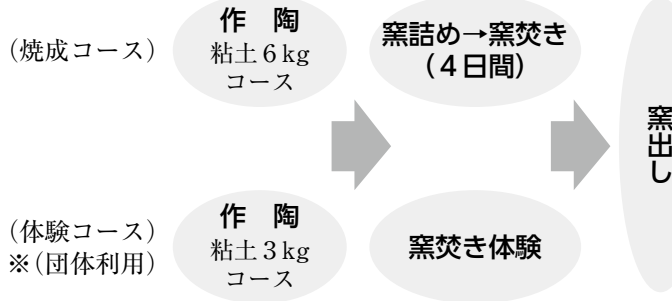 (焼成コース)
作　陶
粘土6kg
コース
窯詰め→窯焚き
(4日間)
窯出し
(体験コース)
※(団体利用)
作　陶
粘土3kg
コース
窯焚き体験